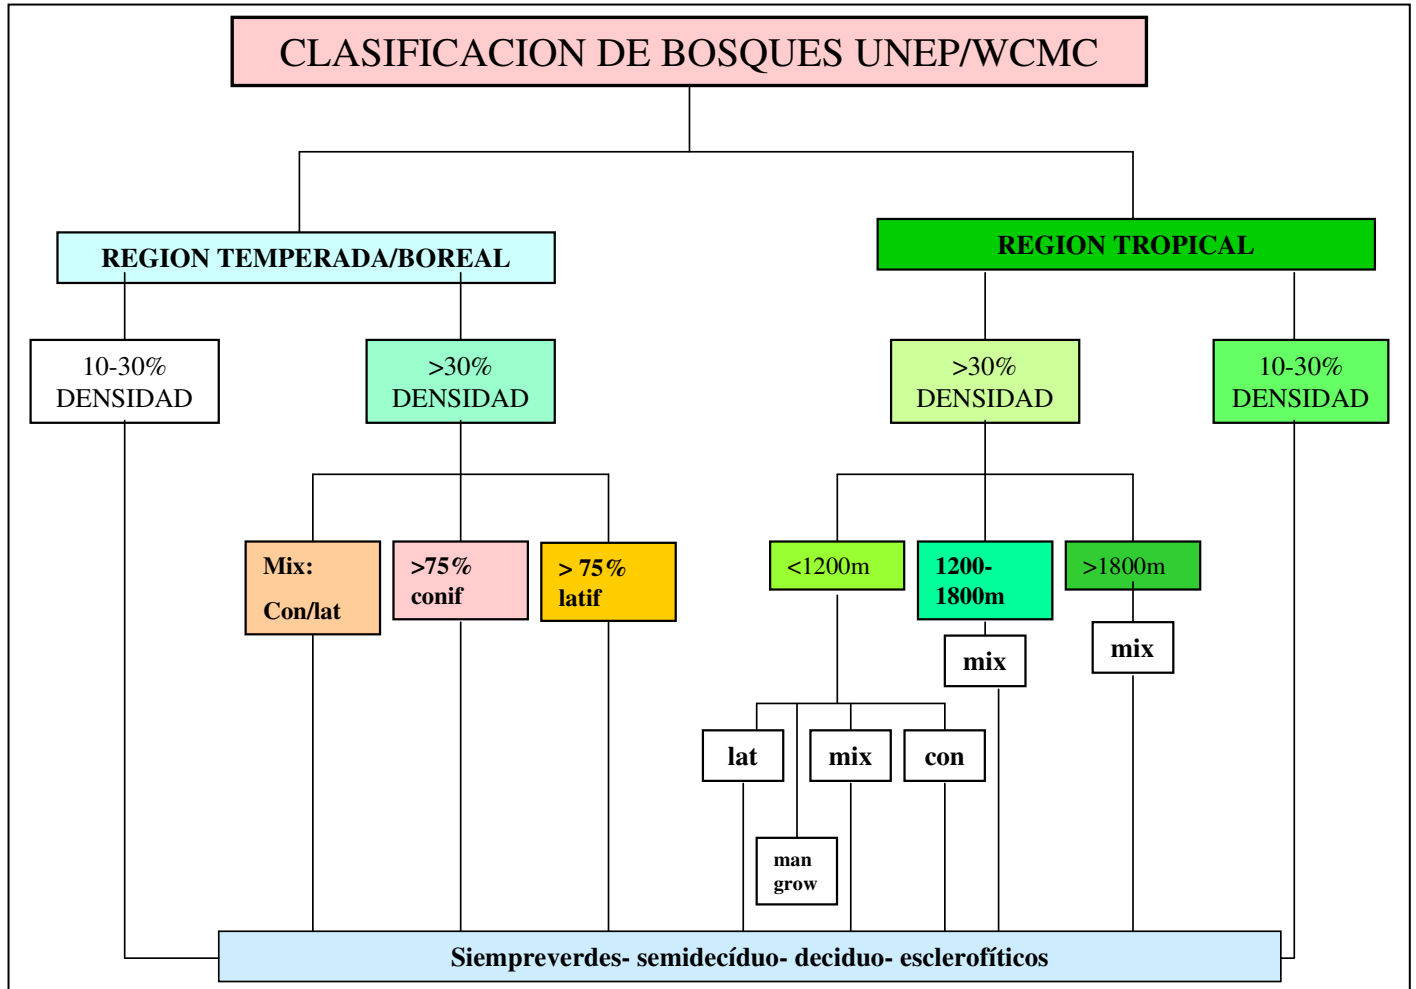 CLASIFICACION DE BOSQUES UNEP/WCMC
REGION TEMPERADA/BOREAL
REGION TROPICAL
10-30%
DENSIDAD
>30%
DENSIDAD
>30%
DENSIDAD
10-30%
DENSIDAD
Mix:
Con/lat
>75%
conif
> 75%
latif
<1200m
1200-
1800m
>1800m
mix
mix
lat
mix
con
man
grow
Siempreverdes- semidecíduo- deciduo- esclerofíticos